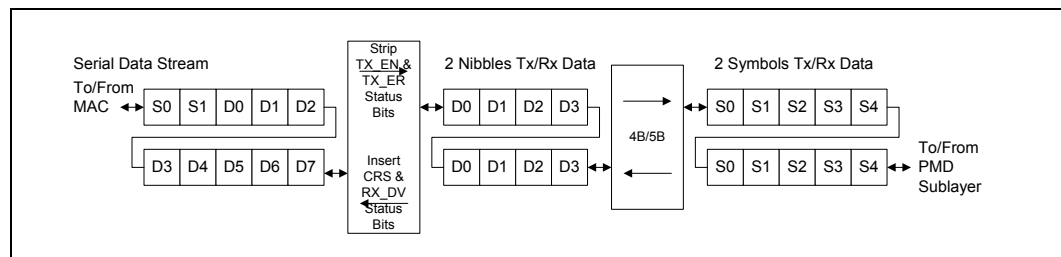 Serial Data Stream
To/From
MAC
S0 S1 D0 D1 D2
D3 D4 D5 D6 D7
Strip
TX_EN &
TX_ER
Status
Bits
Insert
CRS &
RX_DV
Status
Bits
2 Nibbles Tx/Rx Data
D0 D1 D2 D3
D0 D1 D2 D3
4B/5B
2 Symbols Tx/Rx Data
S0 S1 S2 S3 S4
S0 S1 S2 S3 S4
To/From
PMD
Sublayer